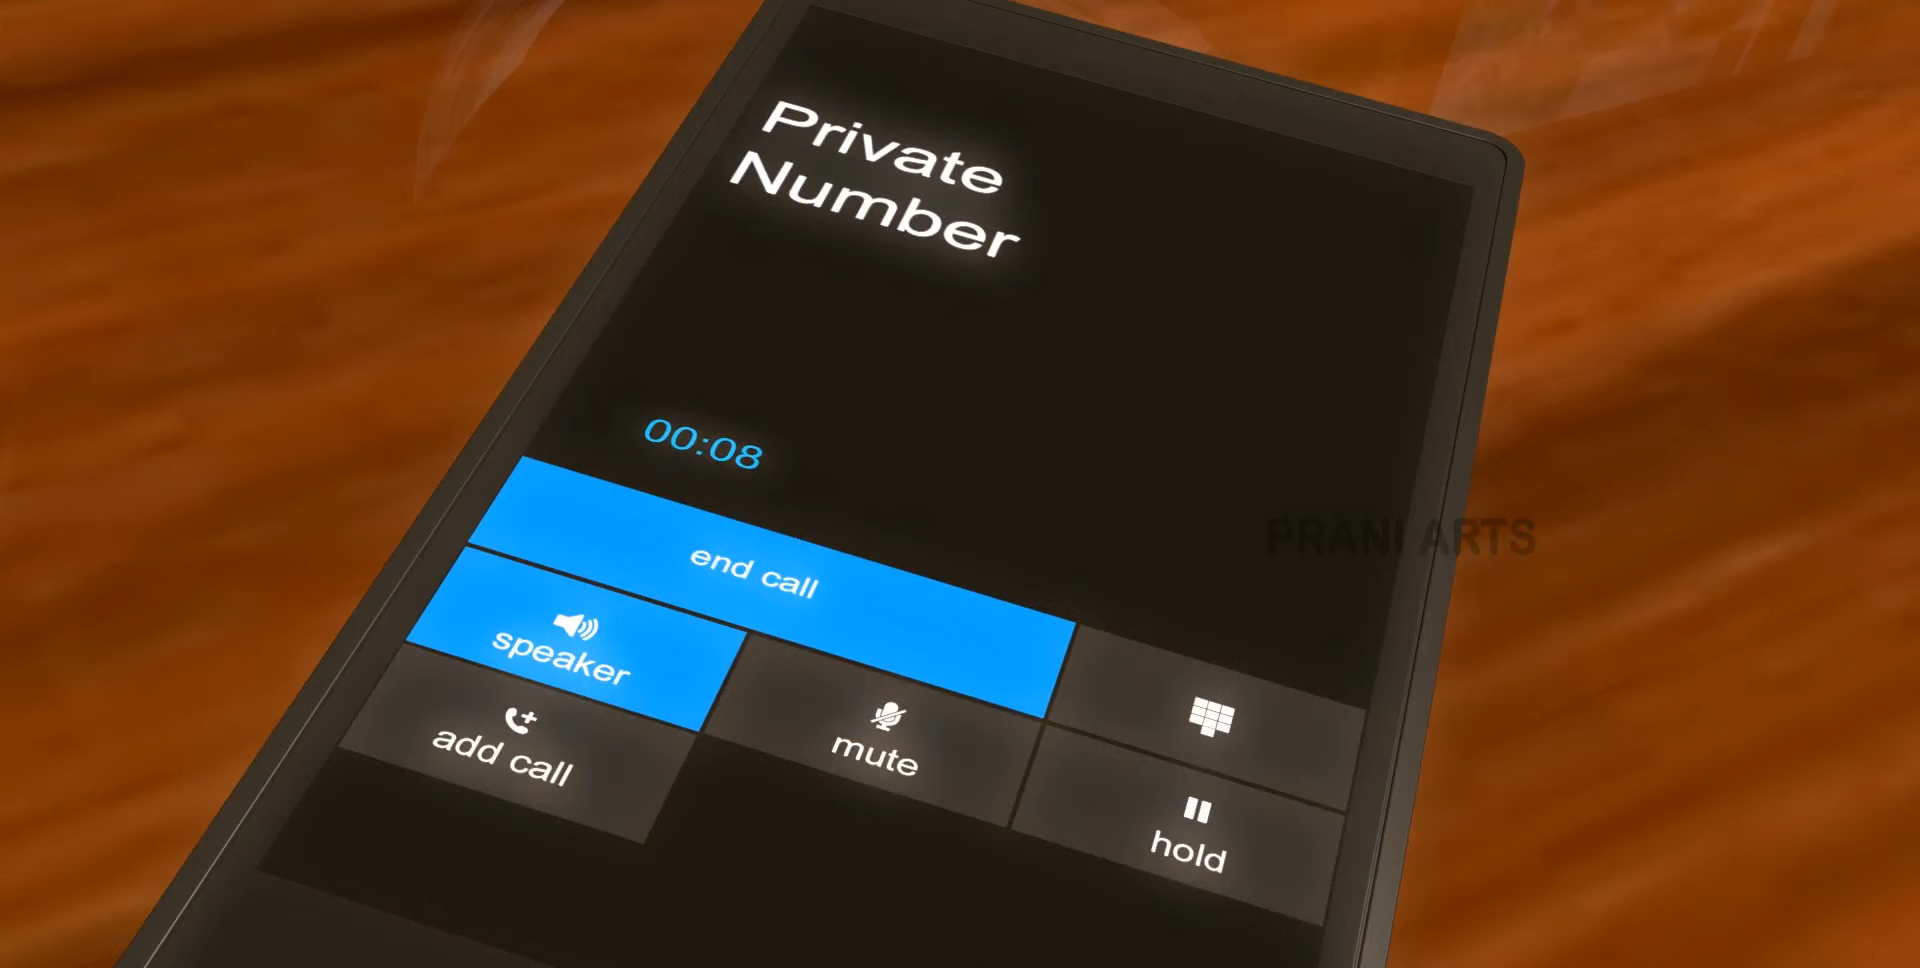 Private
Number
00:08
end call
speaker
mute
add call
hold
PRANI ARTS